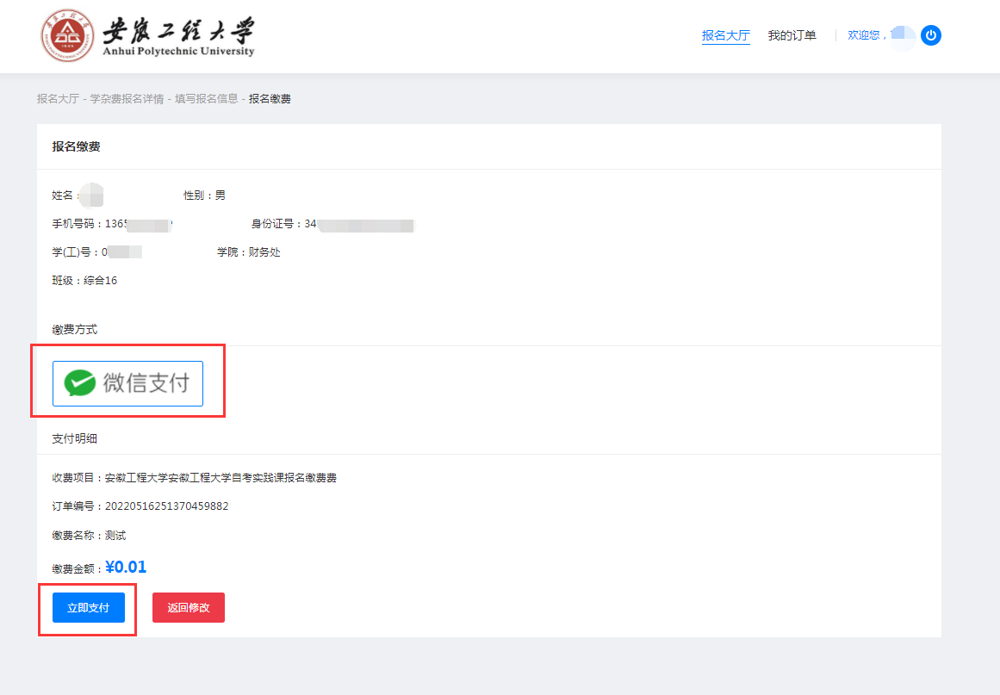 安徽工程大学
Anhui Polytechnic University
报名大厅 我的订单 欢迎您，
报名大厅 - 学杂费报名详情 - 填写报名信息 - 报名缴费
报名缴费
姓名： 性别：男
手机号码：1365 身份证号：34
学(工)号：0 学院：财务处
班级：综合16
缴费方式
微信支付
支付明细
收费项目：安徽工程大学安徽工程大学自考实践课报名缴费费
订单编号：20220516251370459882
缴费名称：测试
缴费金额：¥0.01
立即支付 返回修改